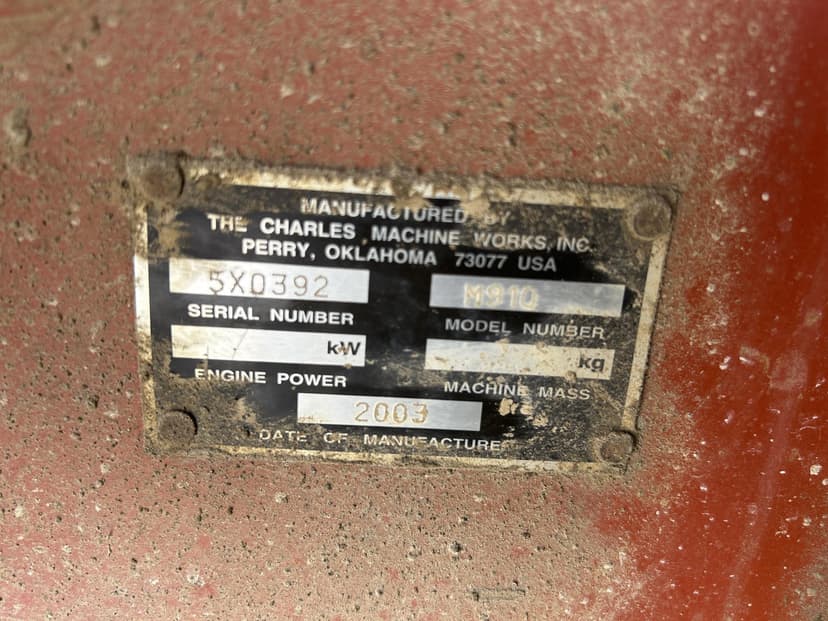 MANUFACTURED BY
THE CHARLES MACHINE WORKS, INC.
PERRY, OKLAHOMA 73077 USA
5X0392 M910
SERIAL NUMBER MODEL NUMBER
kW kg
ENGINE POWER MACHINE MASS
2003
DATE OF MANUFACTURE